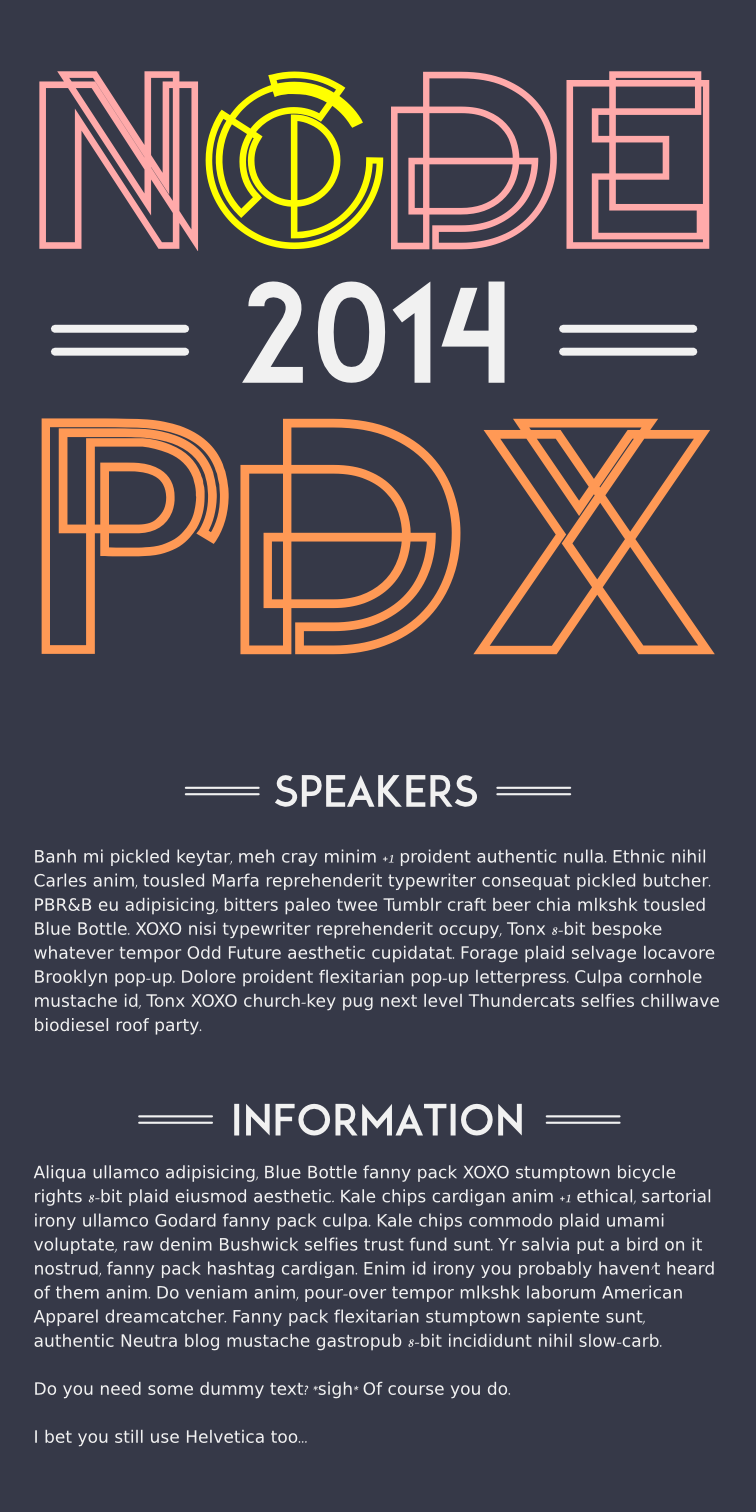 NODE
2014
PDX
SPEAKERS
Banh mi pickled keytar, meh cray minim +1 proident authentic nulla. Ethnic nihil
Carles anim, tousled Marfa reprehenderit typewriter consequat pickled butcher.
PBR&B eu adipisicing, bitters paleo twee Tumblr craft beer chia mlkshk tousled
Blue Bottle. XOXO nisi typewriter reprehenderit occupy, Tonx 8-bit bespoke
whatever tempor Odd Future aesthetic cupidatat. Forage plaid selvage locavore
Brooklyn pop-up. Dolore proident flexitarian pop-up letterpress. Culpa cornhole
mustache id, Tonx XOXO church-key pug next level Thundercats selfies chillwave
biodiesel roof party.
INFORMATION
Aliqua ullamco adipisicing, Blue Bottle fanny pack XOXO stumptown bicycle
rights 8-bit plaid eiusmod aesthetic. Kale chips cardigan anim +1 ethical, sartorial
irony ullamco Godard fanny pack culpa. Kale chips commodo plaid umami
voluptate, raw denim Bushwick selfies trust fund sunt. Yr salvia put a bird on it
nostrud, fanny pack hashtag cardigan. Enim id irony you probably haven't heard
of them anim. Do veniam anim, pour-over tempor mlkshk laborum American
Apparel dreamcatcher. Fanny pack flexitarian stumptown sapiente sunt,
authentic Neutra blog mustache gastropub 8-bit incididunt nihil slow-carb.
Do you need some dummy text? *sigh* Of course you do.
I bet you still use Helvetica too...